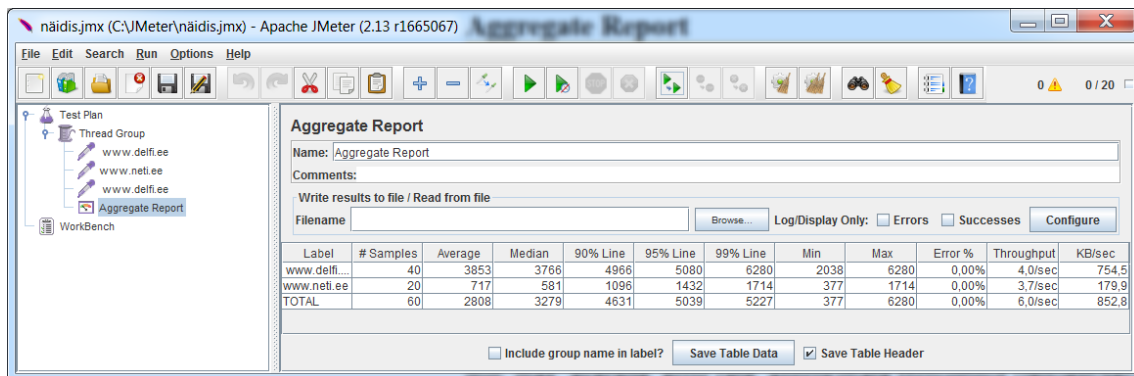 näidis.jmx (C:\JMeter\näidis.jmx) - Apache JMeter (2.13 r1665067)
Aggregate Report
File Edit Search Run Options Help
STOP
0 0 / 20
Test Plan
Thread Group
www.delfi.ee
www.neti.ee
www.delfi.ee
Aggregate Report
WorkBench
Aggregate Report
Name: Aggregate Report
Comments:
Write results to file / Read from file
Filename Browse... Log/Display Only: Errors Successes Configure
Label # Samples Average Median 90% Line 95% Line 99% Line Min Max Error % Throughput KB/sec
www.delfi.... 40 3853 3766 4966 5080 6280 2038 6280 0,00% 4,0/sec 754,5
www.neti.ee 20 717 581 1096 1432 1714 377 1714 0,00% 3,7/sec 179,9
TOTAL 60 2808 3279 4631 5039 5227 377 6280 0,00% 6,0/sec 852,8
Include group name in label? Save Table Data Save Table Header